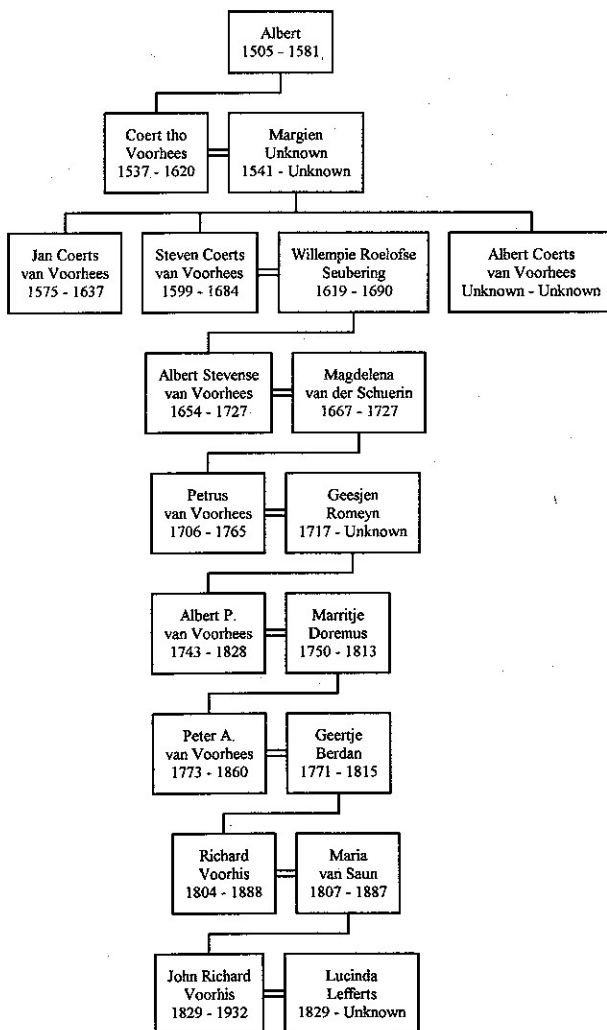 Albert
1505 - 1581
Coert tho
Voorhees
1537 - 1620
Margien
Unknown
1541 - Unknown
Jan Coerts
van Voorhees
1575 - 1637
Steven Coerts
van Voorhees
1599 - 1684
Willempie Roelofse
Seubering
1619 - 1690
Albert Coerts
van Voorhees
Unknown - Unknown
Albert Stevense
van Voorhees
1654 - 1727
Magdelena
van der Schuerin
1667 - 1727
Petrus
van Voorhees
1706 - 1765
Geesjen
Romeyn
1717 - Unknown
Albert P.
van Voorhees
1743 - 1828
Marritje
Doremus
1750 - 1813
Peter A.
van Voorhees
1773 - 1860
Geertje
Berdan
1771 - 1815
Richard
Voorhis
1804 - 1888
Maria
van Saun
1807 - 1887
John Richard
Voorhis
1829 - 1932
Lucinda
Lefferts
1829 - Unknown